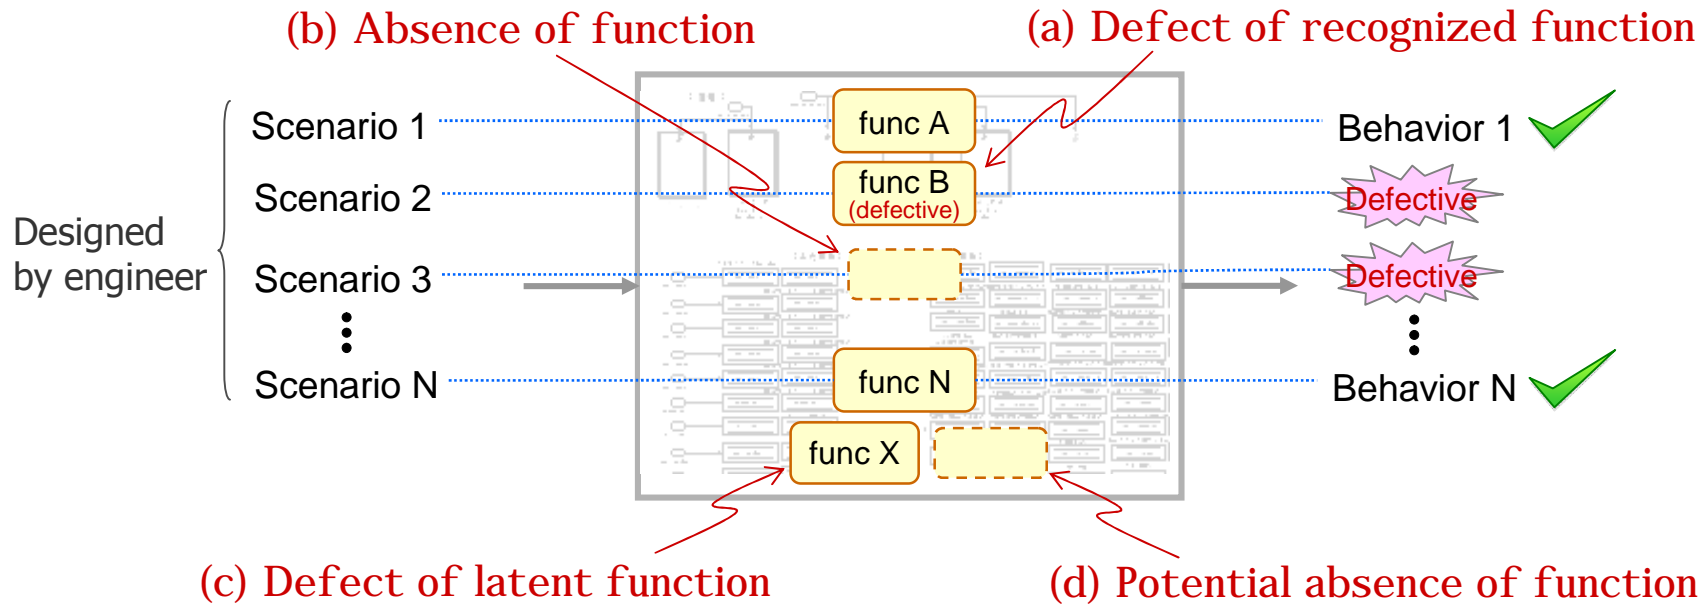 (b) Absence of function
(a) Defect of recognized function
Scenario 1
func A
Behavior 1
Scenario 2
func B
(defective)
Defective
Designed
by engineer
Scenario 3
Defective
Scenario N
func N
Behavior N
func X
(c) Defect of latent function
(d) Potential absence of function